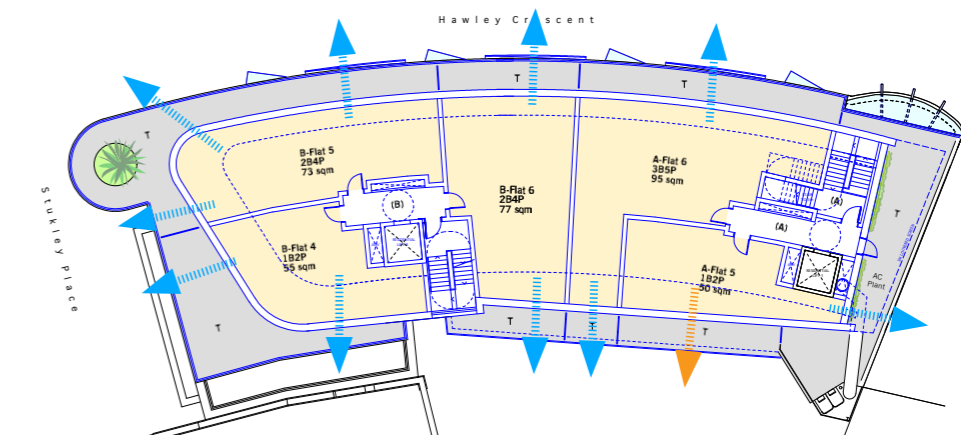 Hawley Crescent
T
T
T
T
B-Flat 5
2B4P
73 sqm
B-Flat 6
2B4P
77 sqm
A-Flat 6
3B5P
95 sqm
(B)
(A)
(A)
T
Stukley Place
B-Flat 4
1B2P
55 sqm
A-Flat 5
1B2P
50 sqm
AC
Plant
T
T
T
T